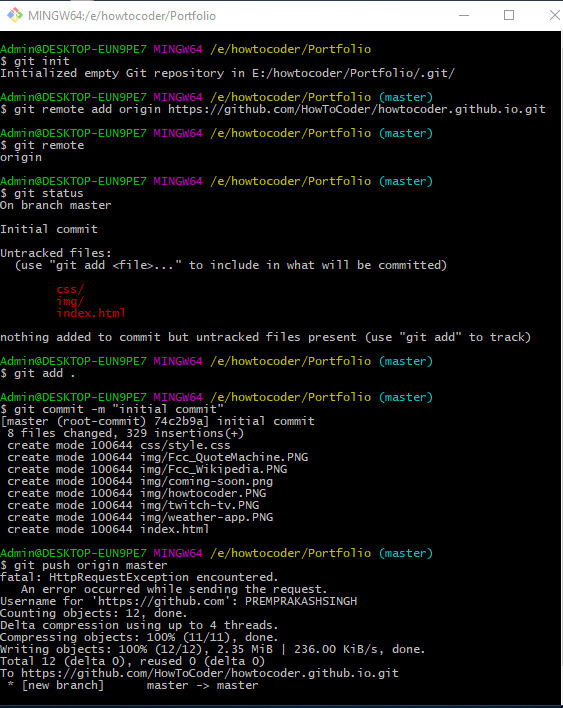 MINGW64:/e/howtocoder/Portfolio
Admin@DESKTOP-EUN9PE7 MINGW64 /e/howtocoder/Portfolio
$ git init
Initialized empty Git repository in E:/howtocoder/Portfolio/.git/
Admin@DESKTOP-EUN9PE7 MINGW64 /e/howtocoder/Portfolio (master)
$ git remote add origin https://github.com/HowToCoder/howtocoder.github.io.git
Admin@DESKTOP-EUN9PE7 MINGW64 /e/howtocoder/Portfolio (master)
$ git remote
origin
Admin@DESKTOP-EUN9PE7 MINGW64 /e/howtocoder/Portfolio (master)
$ git status
On branch master
Initial commit
Untracked files:
  (use "git add <file>..." to include in what will be committed)
        css/
        img/
        index.html
nothing added to commit but untracked files present (use "git add" to track)
Admin@DESKTOP-EUN9PE7 MINGW64 /e/howtocoder/Portfolio (master)
$ git add .
Admin@DESKTOP-EUN9PE7 MINGW64 /e/howtocoder/Portfolio (master)
$ git commit -m "initial commit"
[master (root-commit) 74c2b9a] initial commit
 8 files changed, 329 insertions(+)
 create mode 100644 css/style.css
 create mode 100644 img/Fcc_QuoteMachine.PNG
 create mode 100644 img/Fcc_Wikipedia.PNG
 create mode 100644 img/coming-soon.png
 create mode 100644 img/howtocoder.PNG
 create mode 100644 img/twitch-tv.PNG
 create mode 100644 img/weather-app.PNG
 create mode 100644 index.html
Admin@DESKTOP-EUN9PE7 MINGW64 /e/howtocoder/Portfolio (master)
$ git push origin master
fatal: HttpRequestException encountered.
   An error occurred while sending the request.
Username for 'https://github.com': PREMPRAKASHSINGH
Counting objects: 12, done.
Delta compression using up to 4 threads.
Compressing objects: 100% (11/11), done.
Writing objects: 100% (12/12), 2.35 MiB | 236.00 KiB/s, done.
Total 12 (delta 0), reused 0 (delta 0)
To https://github.com/HowToCoder/howtocoder.github.io.git
 * [new branch]      master -> master